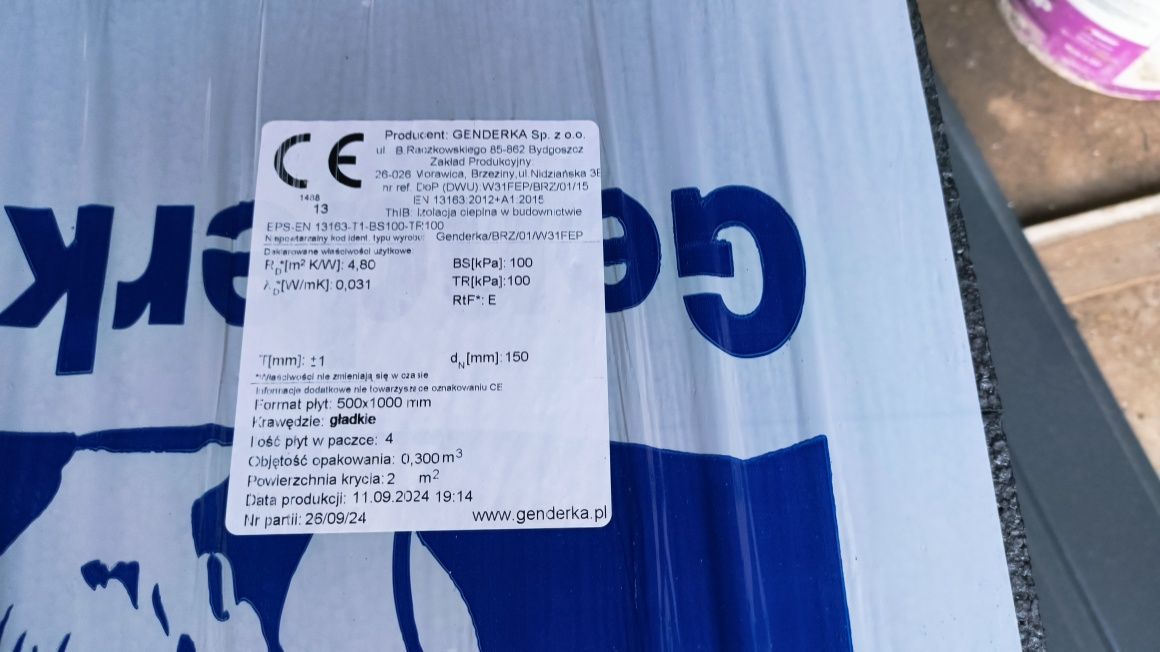 Genderk
CE
1488
13
Producent: GENDERKA Sp. z o.o.
ul. B.Raczkowskiego 85-862 Bydgoszcz
Zakład Produkcyjny:
26-026 Morawica, Brzeziny,ul.Nidziańska 3E
nr ref. DoP (DWU):W31FEP/BRZ/01/15
EN 13163:2012+A1:2015
ThIB: Izolacja cieplna w budownictwie
EPS-EN 13163-T1-BS100-TR100
Niepowtarzalny kod ident. typu wyrobu: Genderka/BRZ/01/W31FEP
Deklarowane właściwości użytkowe:
RD*[m² K/W]: 4,80 BS[kPa]: 100
λD*[W/mK]: 0,031 TR[kPa]:100
RtF*: E
T[mm]: ±1 dN[mm]: 150
*Właściwości nie zmieniają się w czasie
Informacje dodatkowe nie towarzyszące oznakowaniu CE
Format płyt: 500x1000 mm
Krawędzie: gładkie
Ilość płyt w paczce: 4
Objętość opakowania: 0,300 m³
Powierzchnia krycia: 2 m²
Data produkcji: 11.09.2024 19:14
Nr partii: 26/09/24 www.genderka.pl